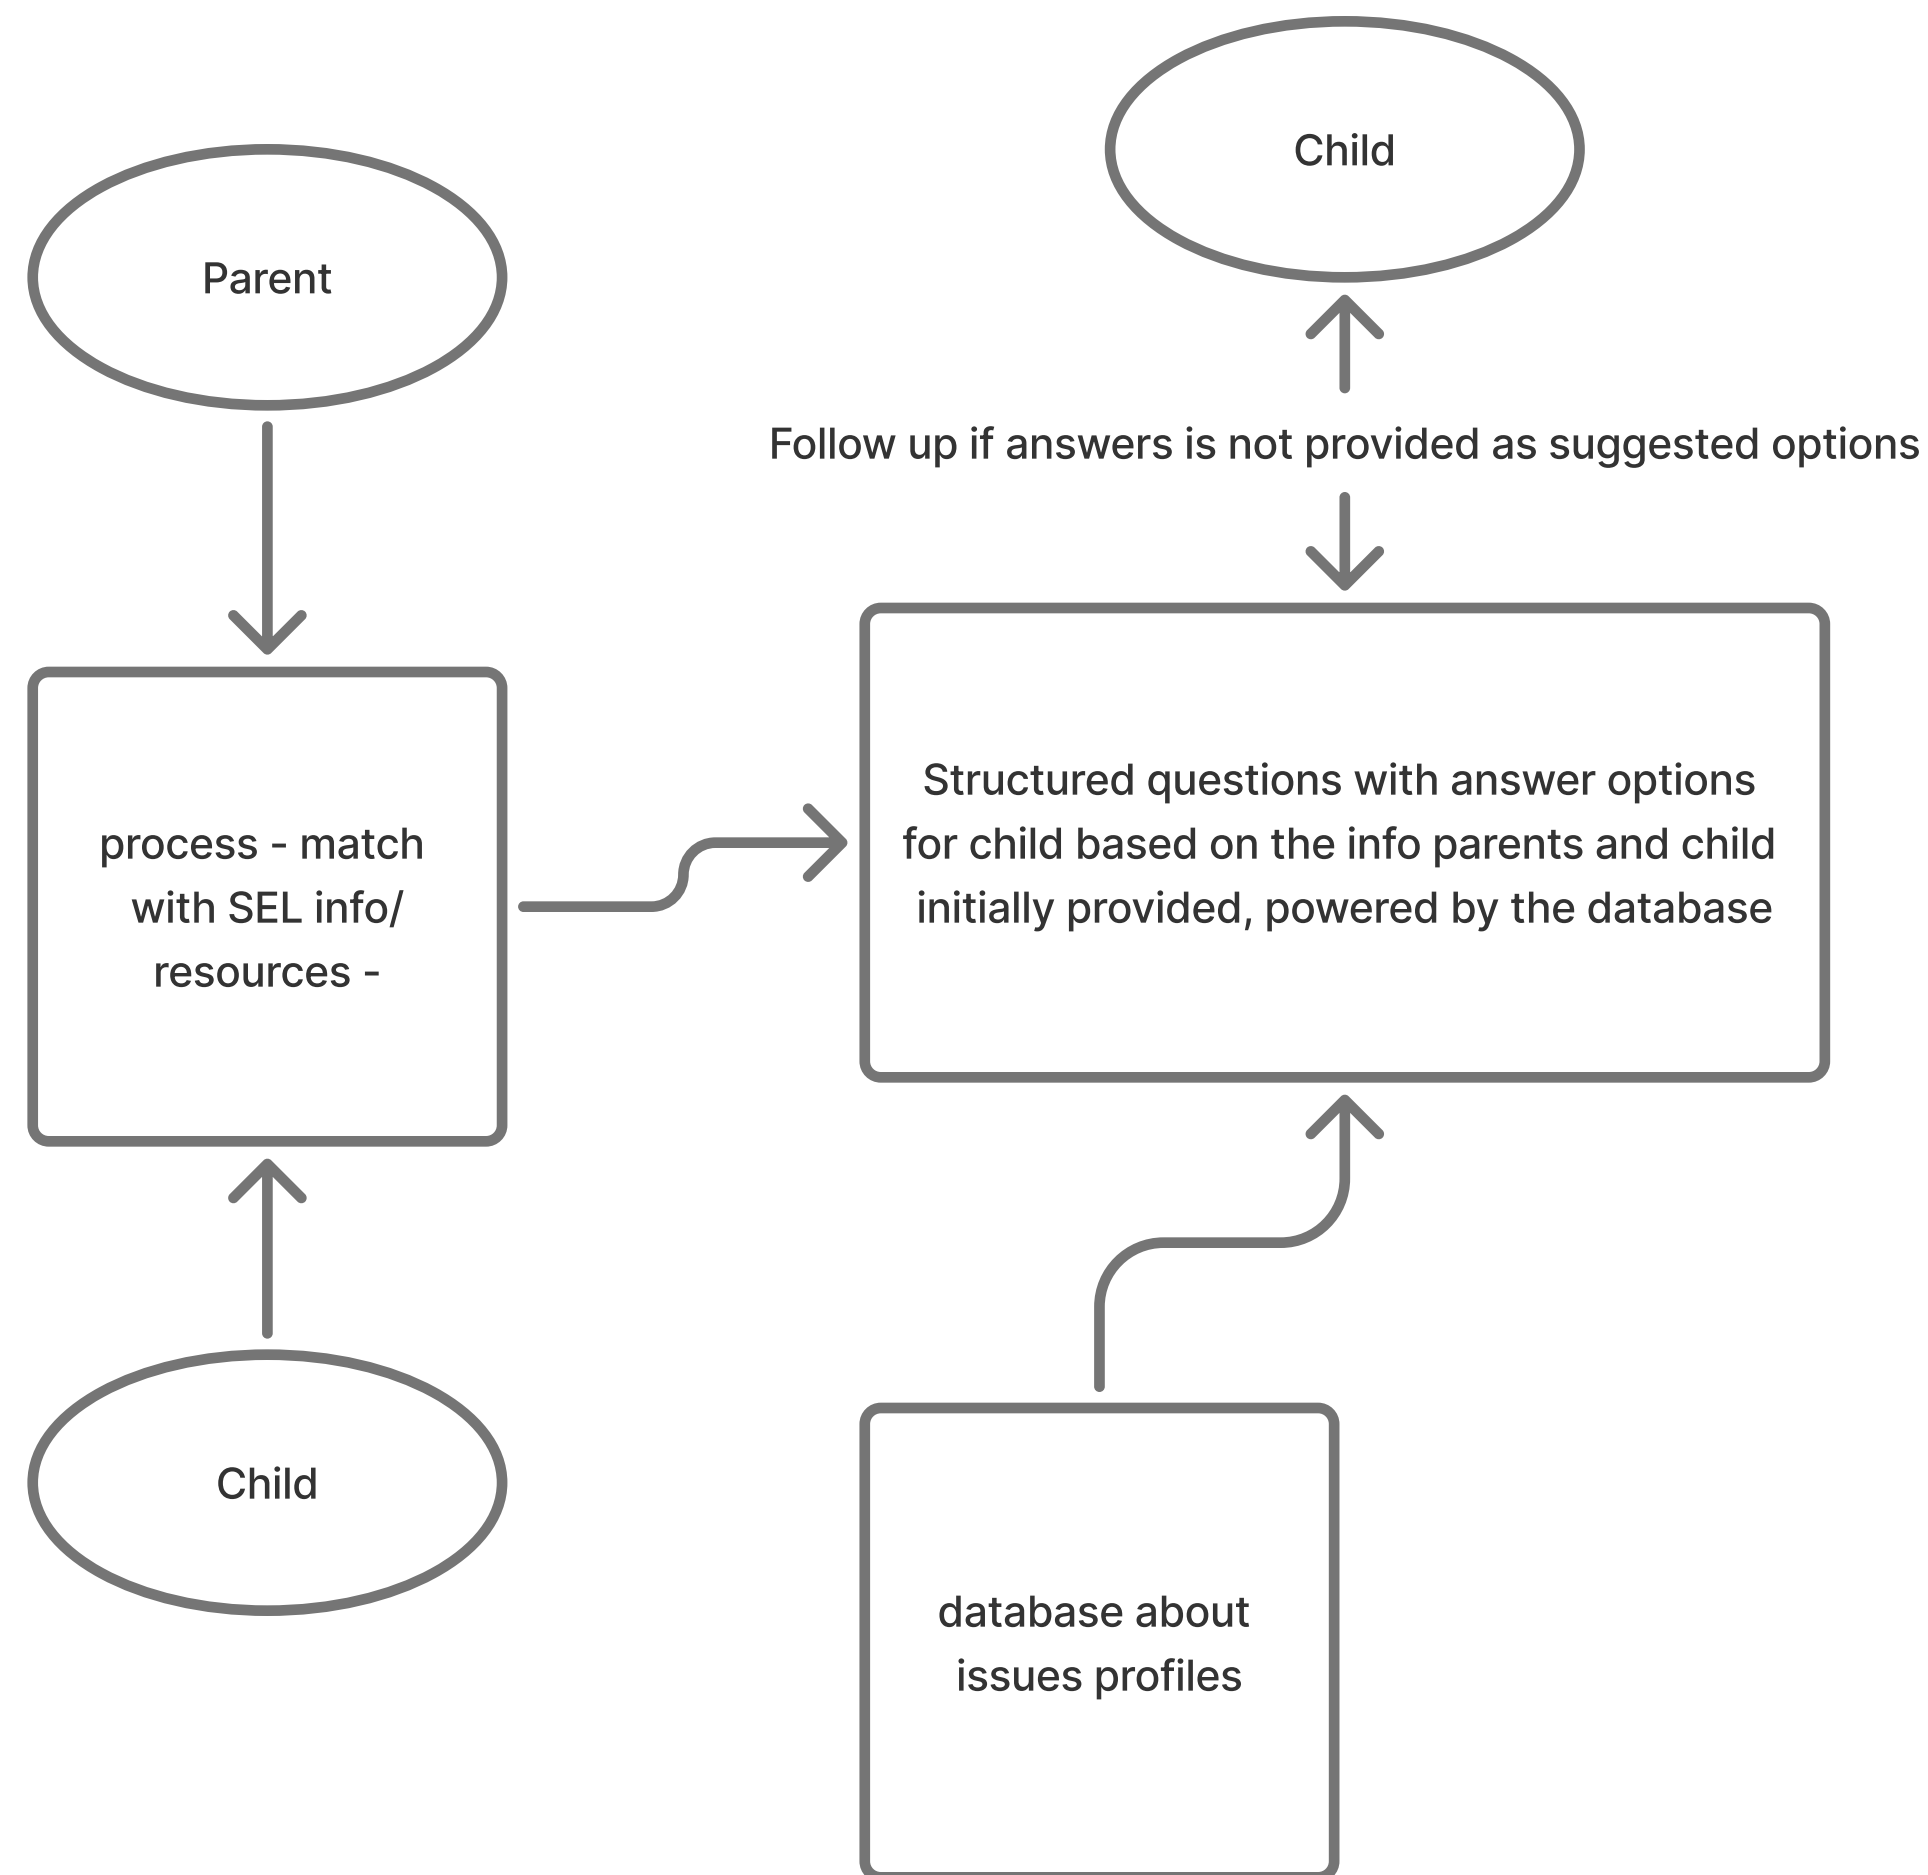 Child
Parent
Follow up if answers is not provided as suggested options
Structured questions with answer options
for child based on the info parents and child
initially provided, powered by the database
process - match
with SEL info/
resources -
Child
database about
issues profiles